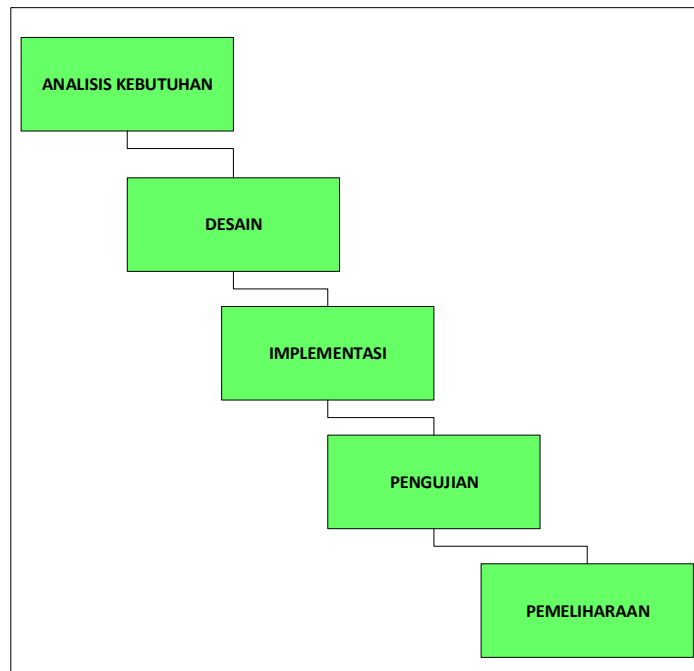 ANALISIS KEBUTUHAN
DESAIN
IMPLEMENTASI
PENGUJIAN
PEMELIHARAAN